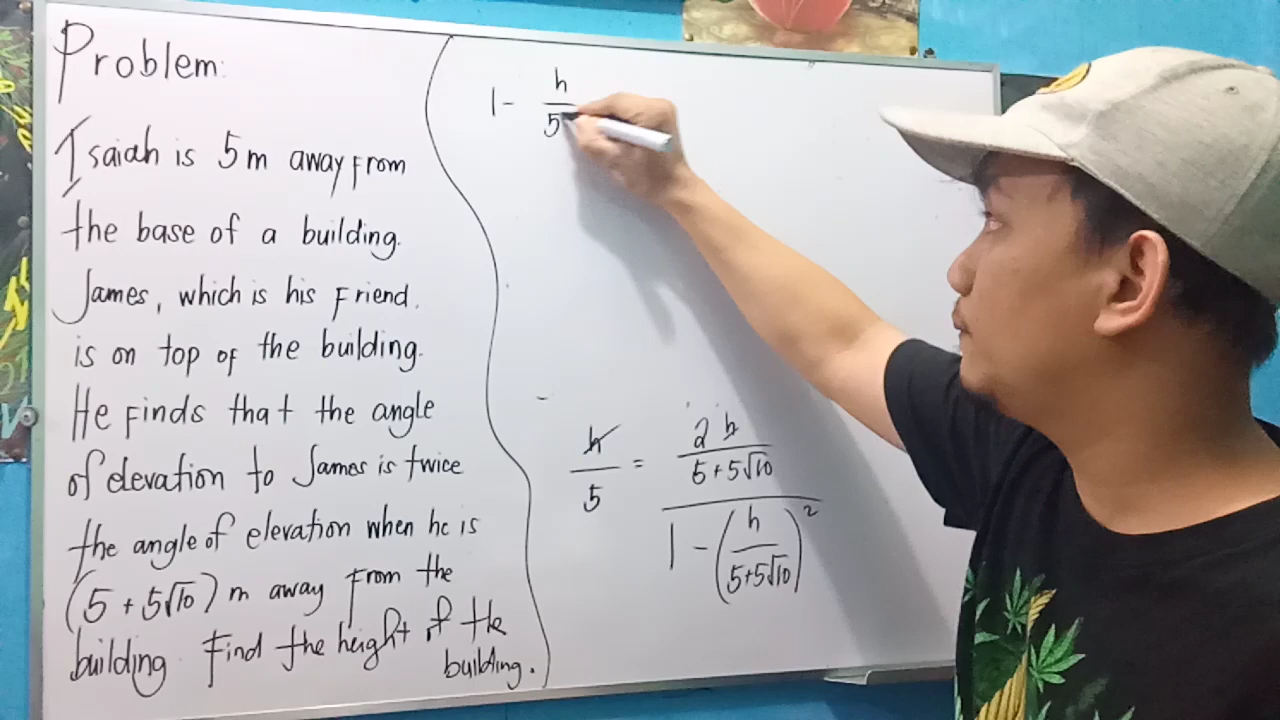 Problem:
Isaiah is 5m away from
the base of a building.
James, which is his friend.
is on top of the building.
He finds that the angle
of elevation to James is twice
the angle of elevation when he is
(5 + 5√10) m away from the
building. Find the height of the
building.
1 - h/5
h/5 = (2h/(5+5√10))/(1 - (h/(5+5√10))²)